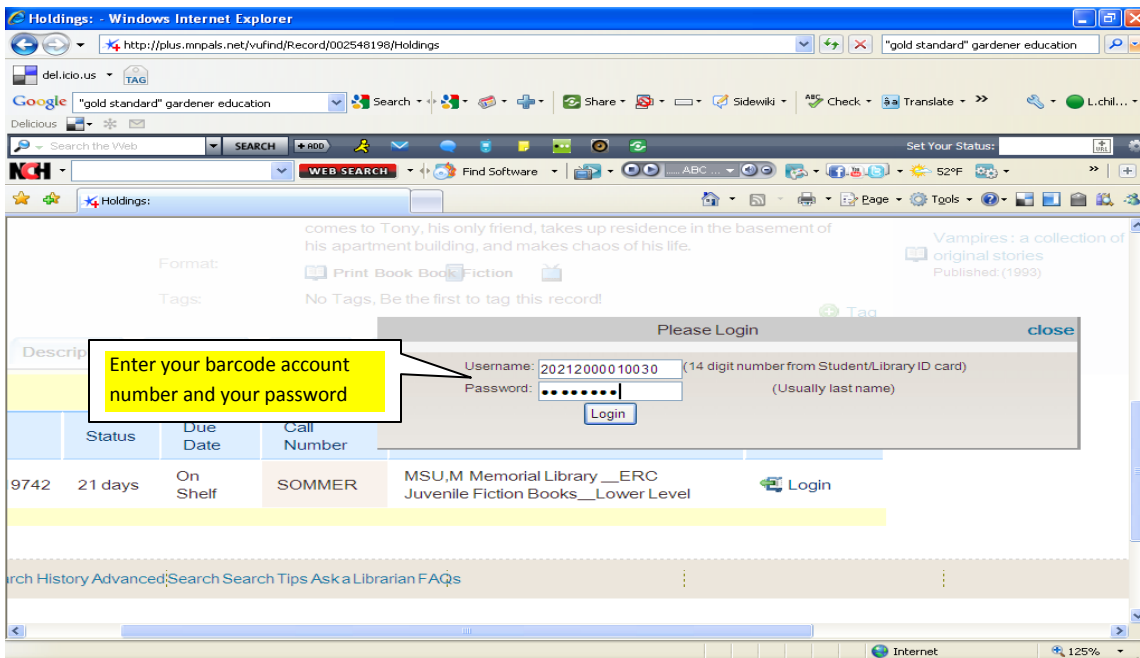 Holdings: - Windows Internet Explorer
http://plus.mnpals.net/vufind/Record/002548198/Holdings
"gold standard" gardener education
del.icio.us
TAG
Google "gold standard" gardener education Search Share Sidewiki ABC Check Translate L.chil...
Delicious
Search the Web SEARCH +ADD Set Your Status: URL
NCH WEB SEARCH Find Software ABC ... 52°F
Holdings: Page Tools
comes to Tony, his only friend, takes up residence in the basement of
his apartment building, and makes chaos of his life.
Vampires : a collection of
original stories
Published: (1993)
Format:
Print Book Book Fiction
Tags:
No Tags, Be the first to tag this record!
Tag
Please Login close
Descrip
Enter your barcode account
number and your password
Username: 20212000010030 (14 digit number from Student/Library ID card)
Password: •••••••• (Usually last name)
Login
Status
Due
Date
Call
Number
9742 21 days On
Shelf
SOMMER
MSU,M Memorial Library __ERC
Juvenile Fiction Books__Lower Level
Login
rch History Advanced Search Search Tips Ask a Librarian FAQs
Internet 125%